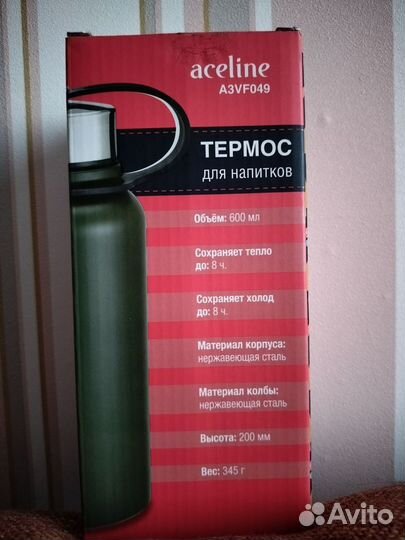 aceline
A3VF049
ТЕРМОС
для напитков
Объём: 600 мл
Сохраняет тепло
до: 8 ч.
Сохраняет холод
до: 8 ч.
Материал корпуса:
нержавеющая сталь
Материал колбы:
нержавеющая сталь
Высота: 200 мм
Вес: 345 г
Avito